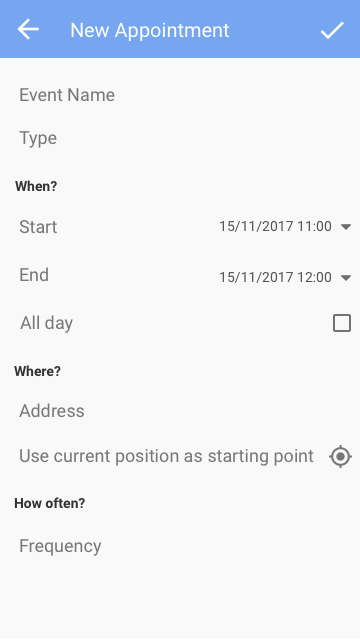 New Appointment
Event Name
Type
When?
Start 15/11/2017 11:00
End 15/11/2017 12:00
All day
Where?
Address
Use current position as starting point
How often?
Frequency